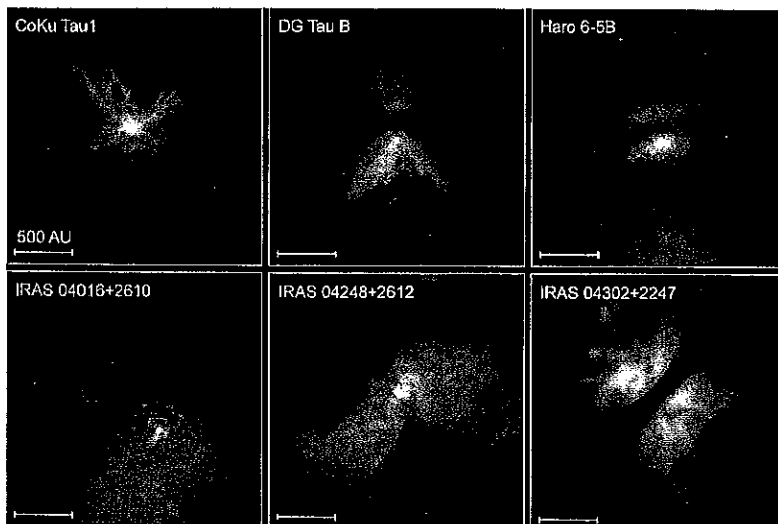 CoKu Tau1
DG Tau B
Haro 6-5B
500 AU
IRAS 04016+2610
IRAS 04248+2612
IRAS 04302+2247